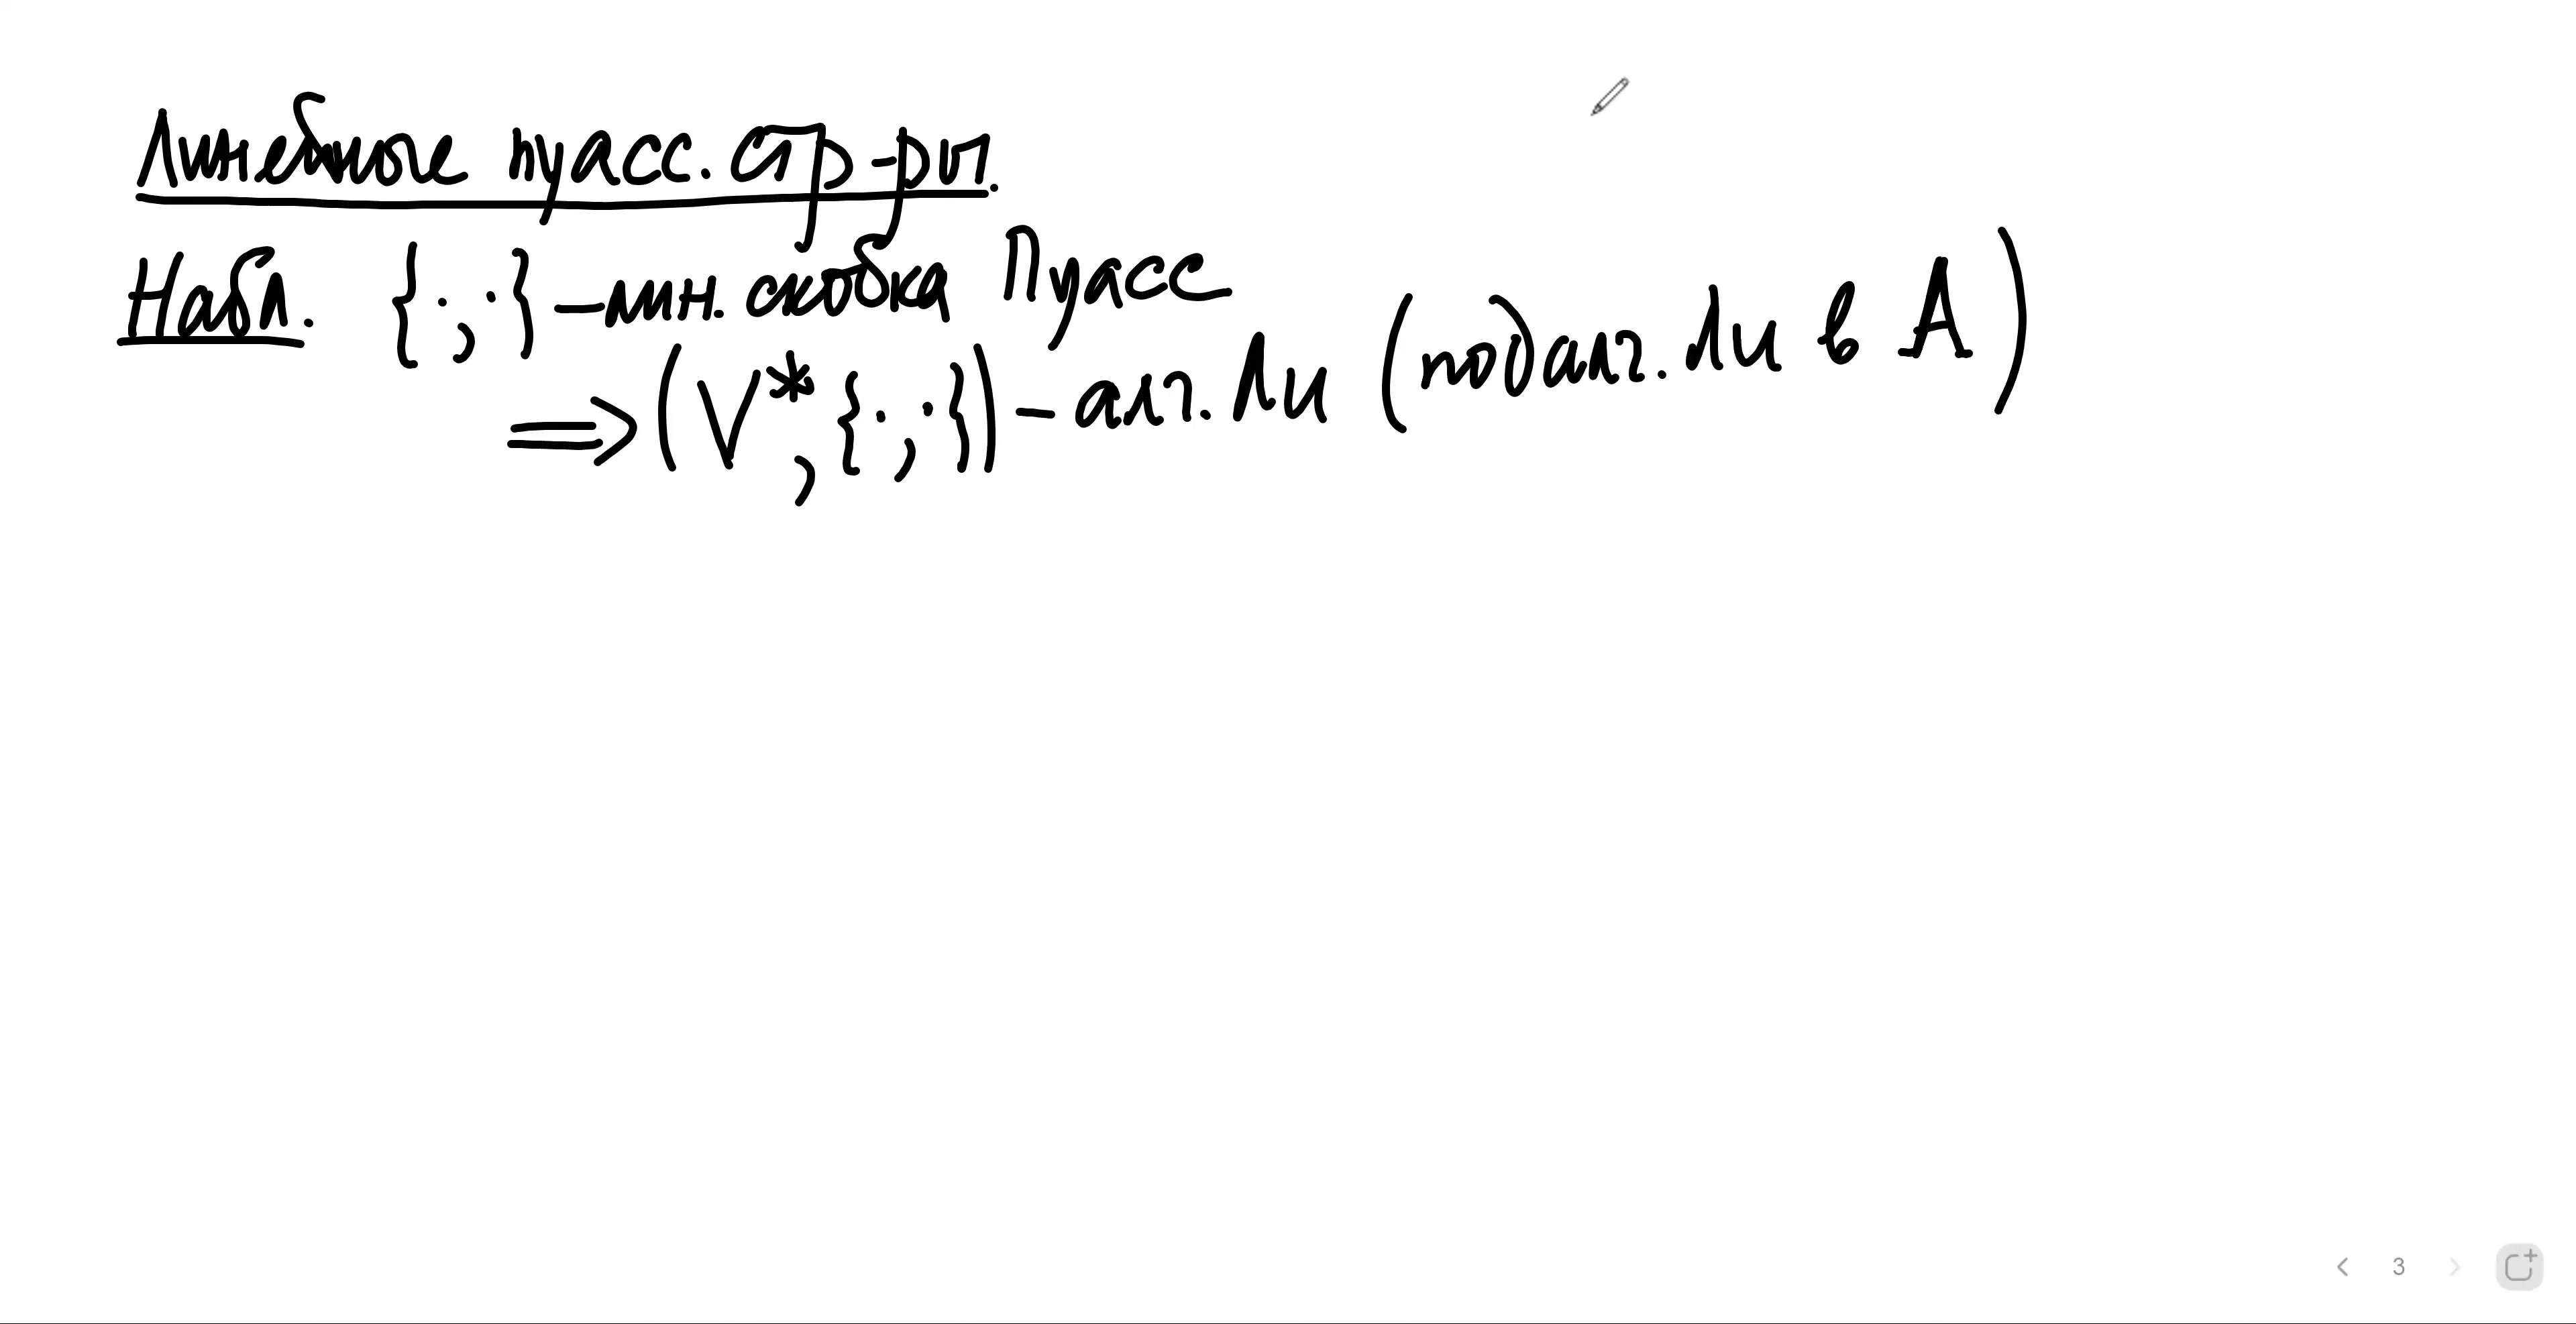 Линейные пуасс. стр-ры.
Набл. {·,·} – лин. скобка Пуасс
⟹ (V*, {·,·}) – алг. Ли (подалг. Ли в A)
3